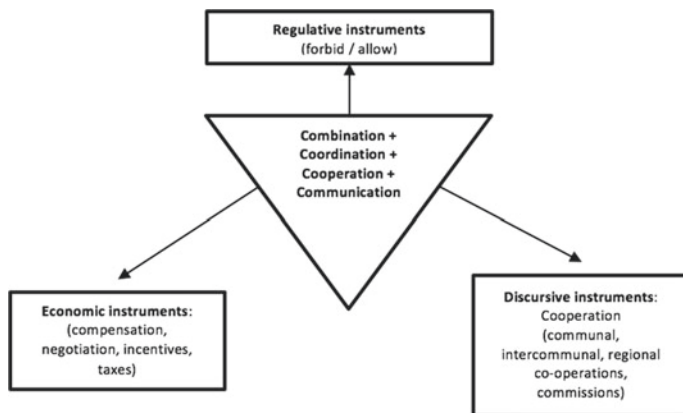 Regulative instruments
(forbid / allow)
Combination +
Coordination +
Cooperation +
Communication
Economic instruments:
(compensation,
negotiation, incentives,
taxes)
Discursive instruments:
Cooperation
(communal,
intercommunal, regional
co-operations,
commissions)